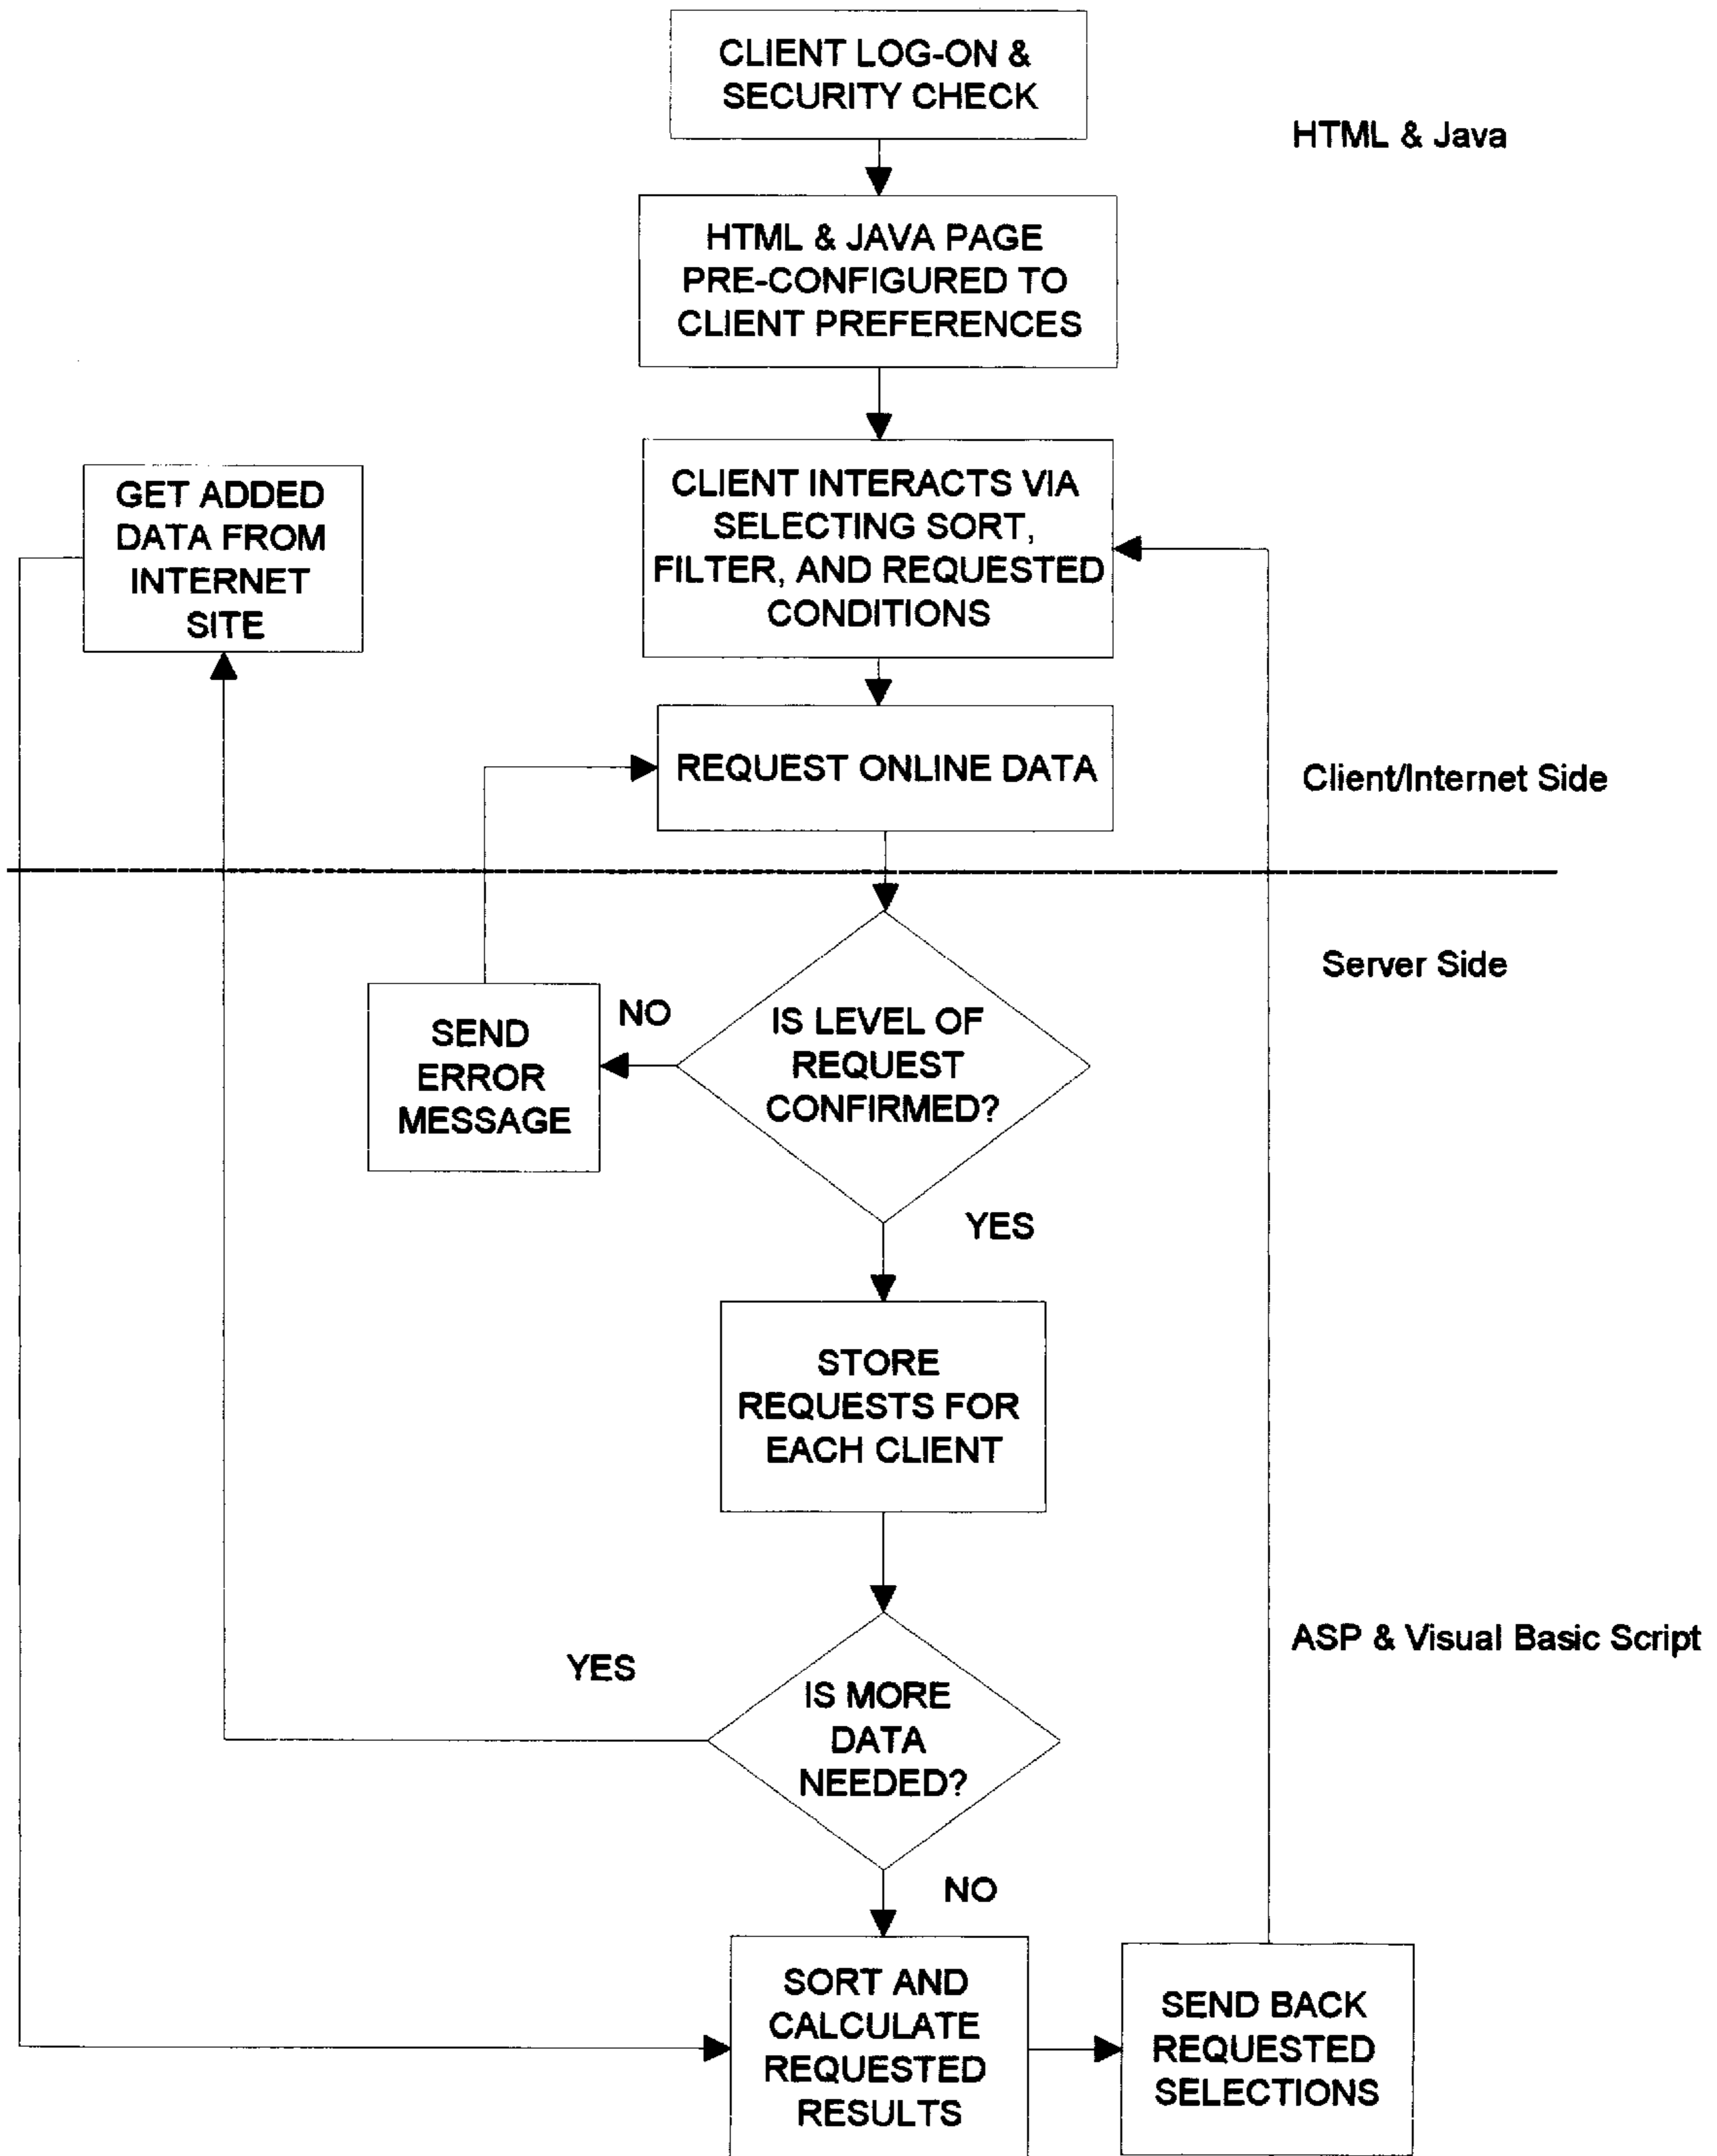 CLIENT LOG-ON &
SECURITY CHECK
HTML & Java
HTML & JAVA PAGE
PRE-CONFIGURED TO
CLIENT PREFERENCES
GET ADDED
DATA FROM
INTERNET
SITE
CLIENT INTERACTS VIA
SELECTING SORT,
FILTER, AND REQUESTED
CONDITIONS
REQUEST ONLINE DATA
Client/Internet Side
Server Side
SEND
ERROR
MESSAGE
NO
IS LEVEL OF
REQUEST
CONFIRMED?
YES
STORE
REQUESTS FOR
EACH CLIENT
ASP & Visual Basic Script
YES
IS MORE
DATA
NEEDED?
NO
SORT AND
CALCULATE
REQUESTED
RESULTS
SEND BACK
REQUESTED
SELECTIONS